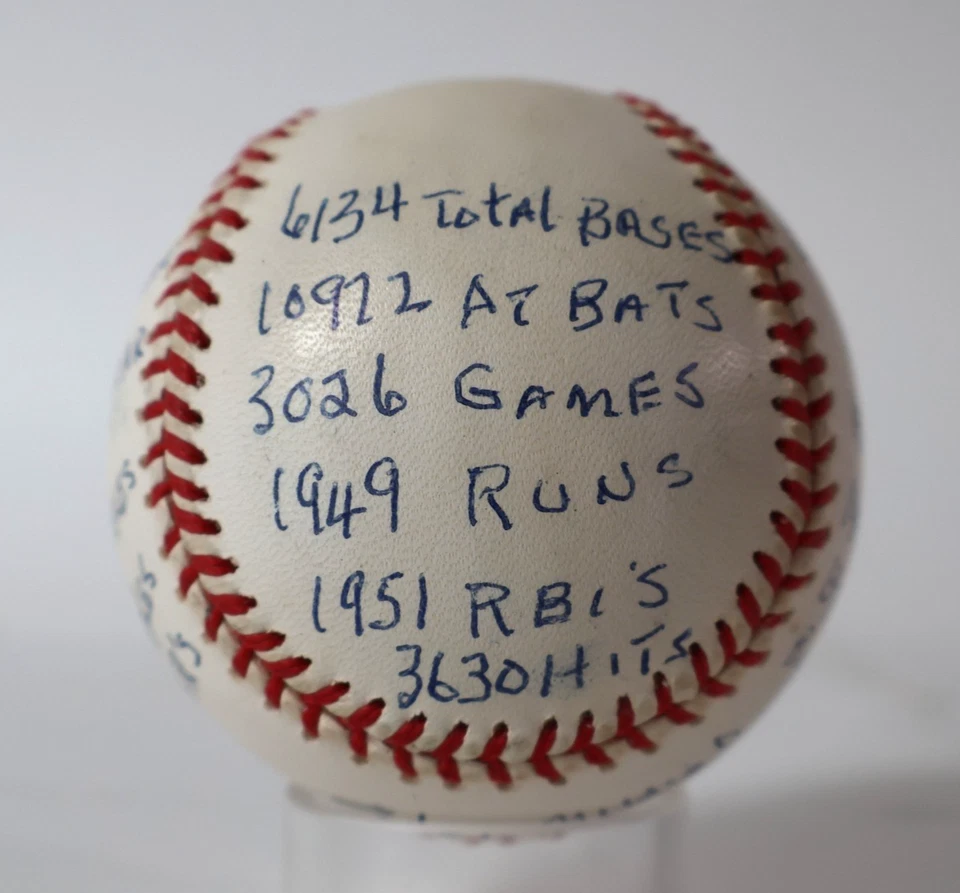 6134 Total BASES
10972 AT BATS
3026 GAMES
1949 RUNS
1951 RBI'S
3630 HITS